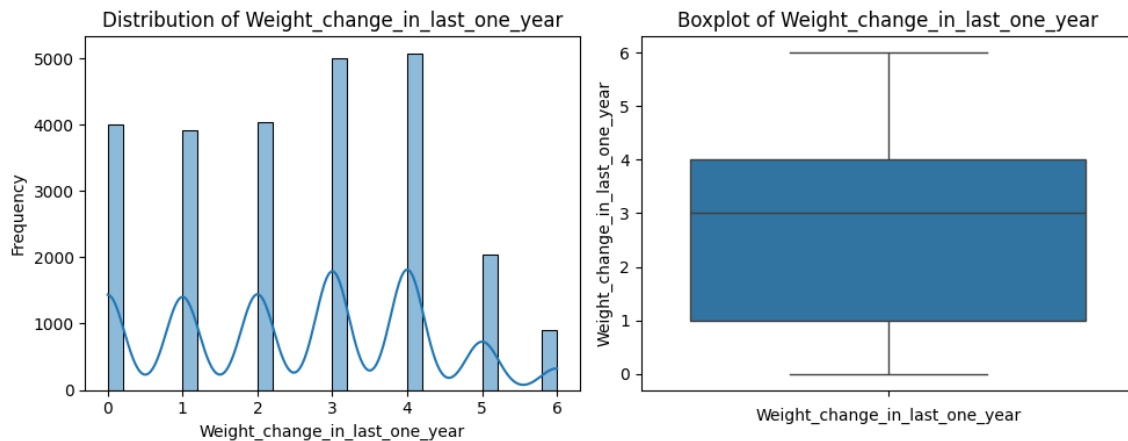 Distribution of Weight_change_in_last_one_year
Frequency
5000
4000
3000
2000
1000
0
0 1 2 3 4 5 6
Weight_change_in_last_one_year
Boxplot of Weight_change_in_last_one_year
Weight_change_in_last_one_year
6
5
4
3
2
1
0
Weight_change_in_last_one_year